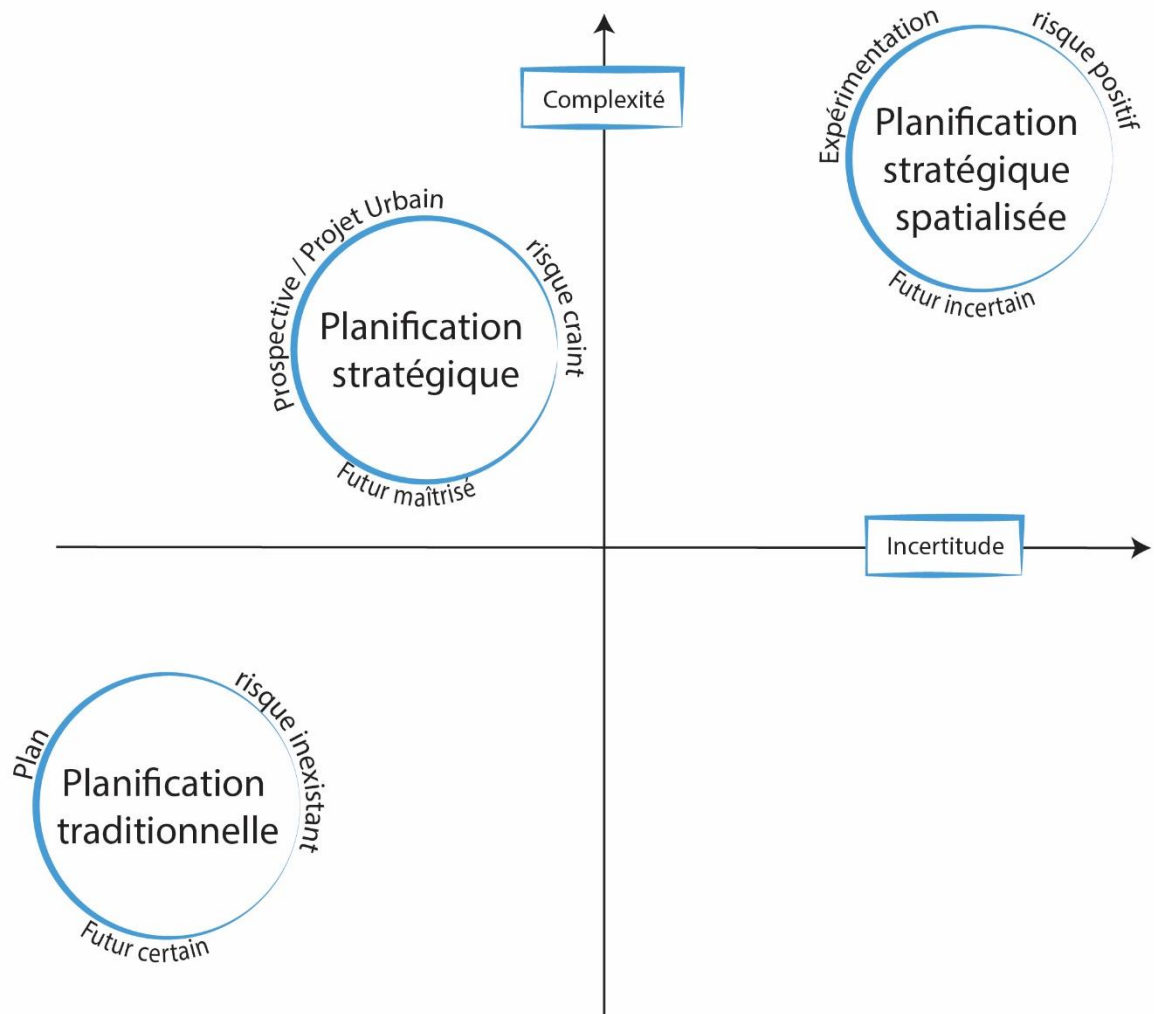 Complexité
Expérimentation
risque positif
Planification
stratégique
spatialisée
Futur incertain
Prospective / Projet Urbain
risque craint
Planification
stratégique
Futur maîtrisé
Incertitude
Plan
risque inexistant
Planification
traditionnelle
Futur certain